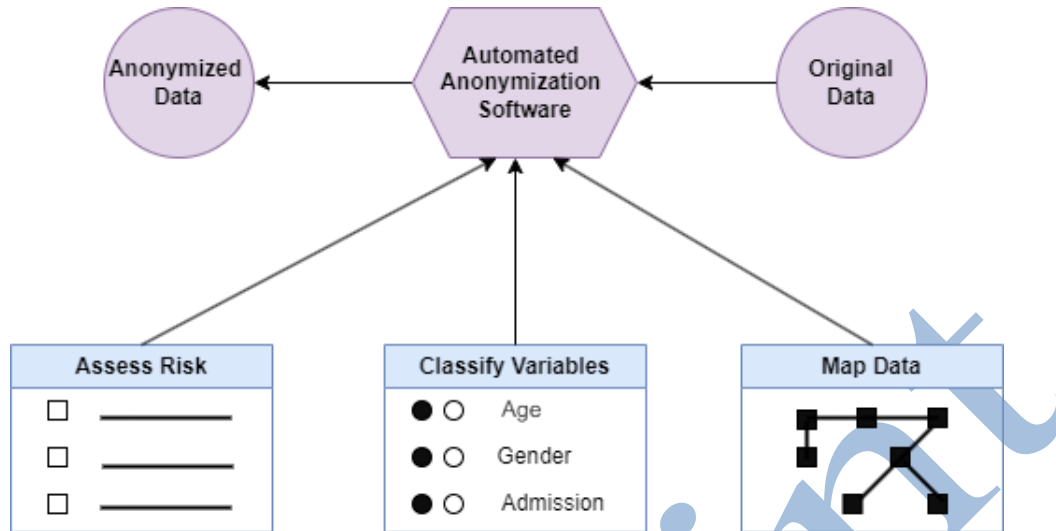 Anonymized
Data
Automated
Anonymization
Software
Original
Data
Assess Risk
Classify Variables
Age
Gender
Admission
Map Data